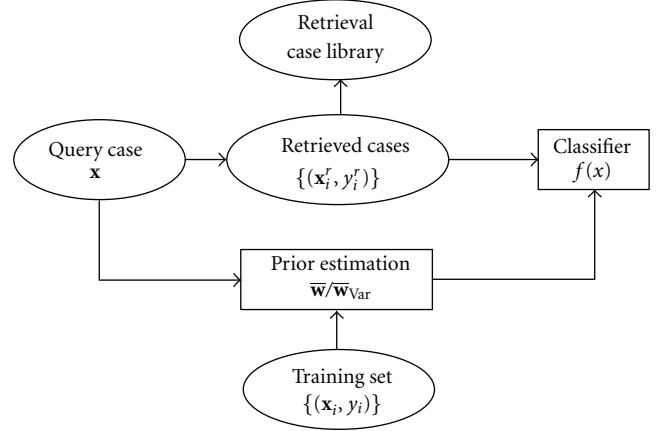 Retrieval
case library
Query case
x
Retrieved cases
{(x_i^r, y_i^r)}
Classifier
f(x)
Prior estimation
w̅/w̅_Var
Training set
{(x_i, y_i)}